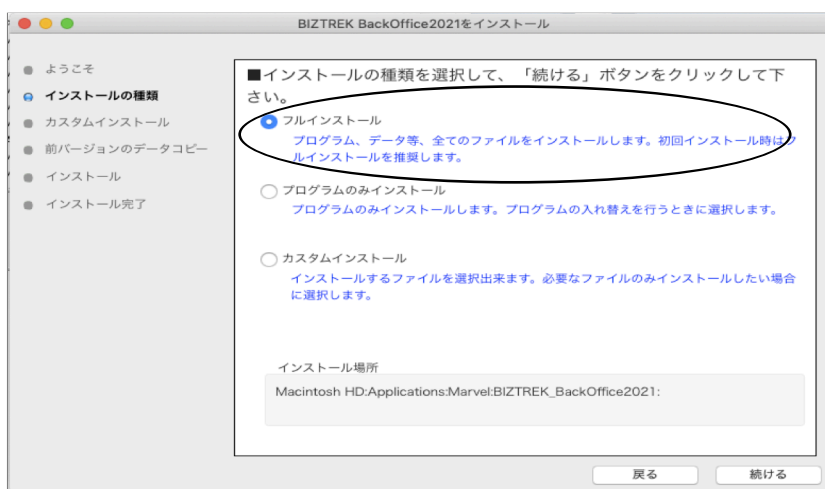 BIZTREK BackOffice2021をインストール
ようこそ
インストールの種類
カスタムインストール
前バージョンのデータコピー
インストール
インストール完了
■インストールの種類を選択して、「続ける」ボタンをクリックして下
さい。
フルインストール
プログラム、データ等、全てのファイルをインストールします。初回インストール時はフ
ルインストールを推奨します。
プログラムのみインストール
プログラムのみインストールします。プログラムの入れ替えを行うときに選択します。
カスタムインストール
インストールするファイルを選択出来ます。必要なファイルのみインストールしたい場合
に選択します。
インストール場所
Macintosh HD:Applications:Marvel:BIZTREK_BackOffice2021:
戻る
続ける